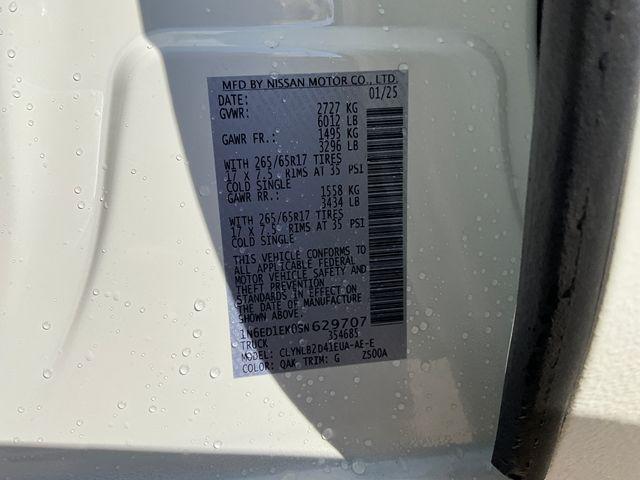 MFD BY NISSAN MOTOR CO., LTD.
DATE: 01/25
GVWR: 2727 KG
6012 LB
GAWR FR.: 1495 KG
3296 LB
WITH 265/65R17 TIRES
17 X 7.5 RIMS AT 35 PSI
COLD SINGLE
GAWR RR.: 1558 KG
3434 LB
WITH 265/65R17 TIRES
17 X 7.5 RIMS AT 35 PSI
COLD SINGLE
THIS VEHICLE CONFORMS TO
ALL APPLICABLE FEDERAL
MOTOR VEHICLE SAFETY AND
THEFT PREVENTION
STANDARDS IN EFFECT ON
THE DATE OF MANUFACTURE
SHOWN ABOVE.
1N6ED1EK0SN629707
TRUCK 354685
MODEL: CLYNLB2D41EUA-AE-E
COLOR: QAK TRIM: G Z500A